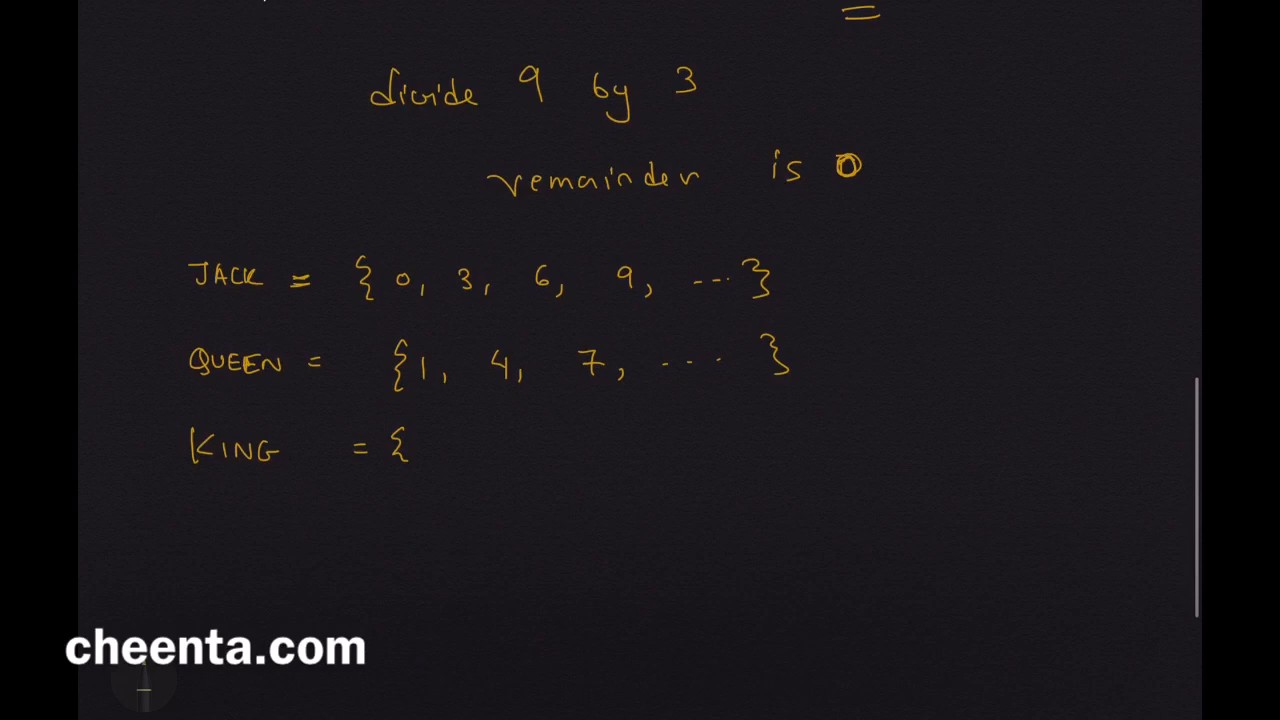 divide 9 by 3
remainder is 0
JACK = { 0, 3, 6, 9, ---}
QUEEN = {1, 4, 7, ... }
KING = {
cheenta.com